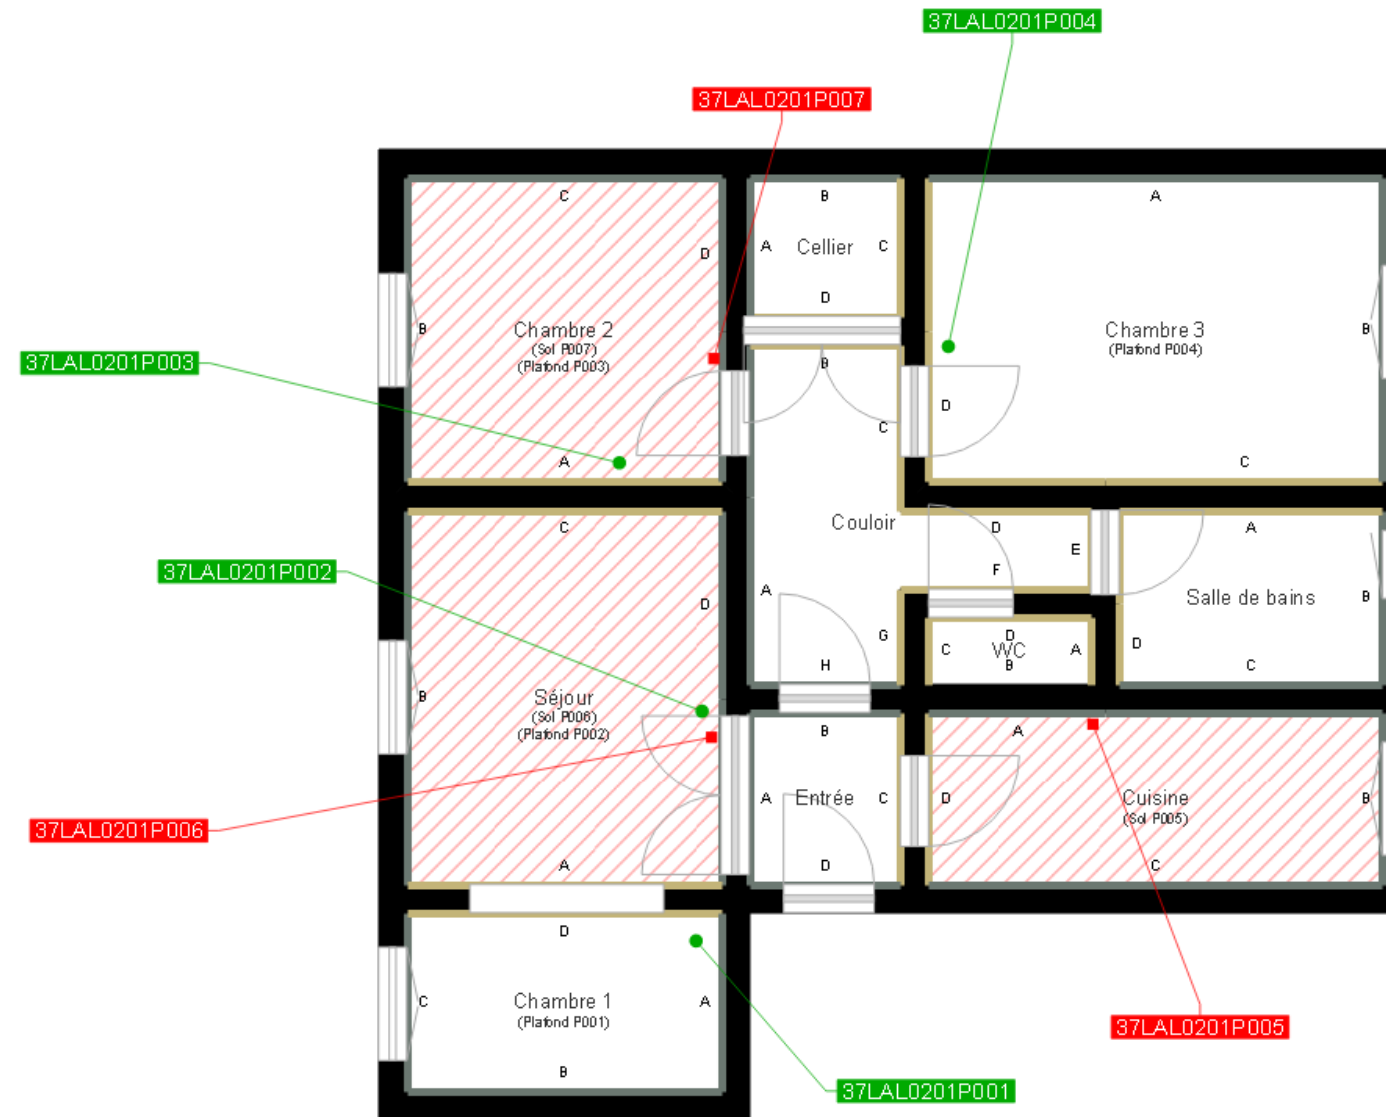 37LAL0201P004
37LAL0201P007
C
B
A
D
A
Cellier
C
D
Chambre 2
(Sol P007)
(Plafond P003)
B
Chambre 3
(Plafond P004)
B
37LAL0201P003
B
D
C
A
C
C
Couloir
D
A
C
E
F
37LAL0201P002
D
A
Salle de bains
B
G
C
D
WC
A
D
H
B
C
B
Séjour
(Sol P006)
(Plafond P002)
B
A
37LAL0201P006
A
Entrée
C
D
Cuisine
(Sol P005)
B
A
D
C
D
C
Chambre 1
(Plafond P001)
A
B
37LAL0201P005
37LAL0201P001